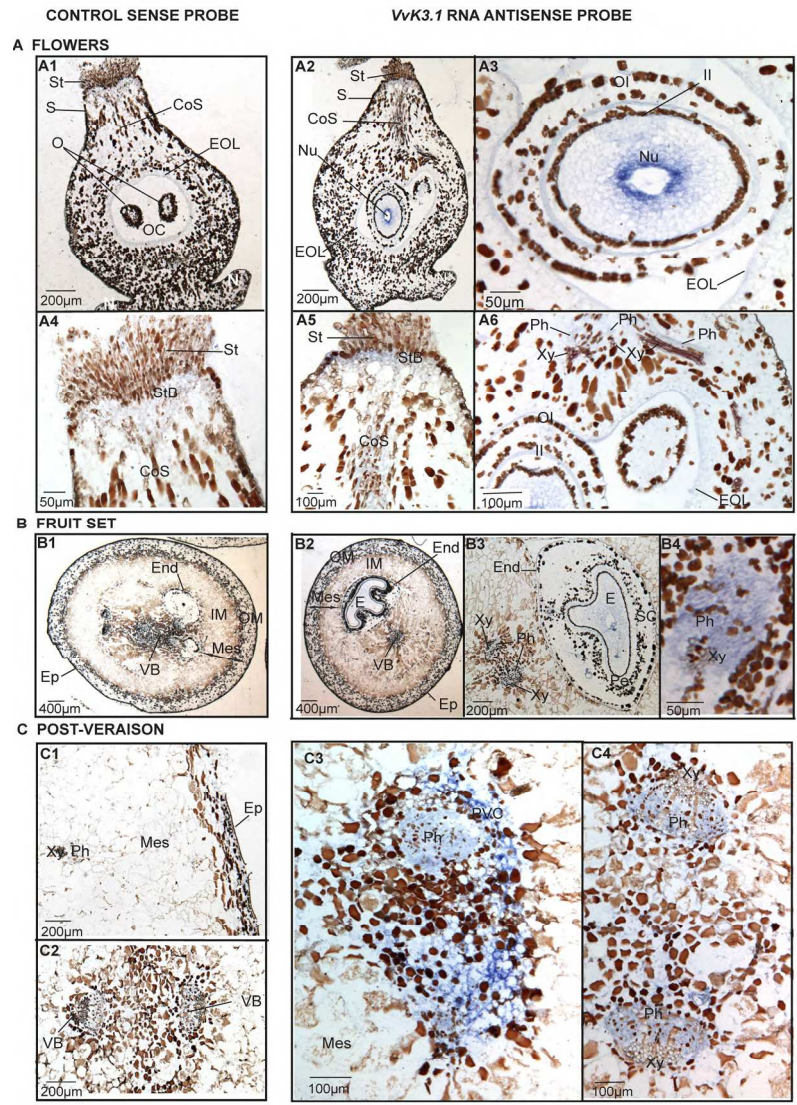 CONTROL SENSE PROBE
VvK3.1 RNA ANTISENSE PROBE
A FLOWERS
A1
St
S
CoS
O
EOL
OC
N
N
200µm
A2
St
S
CoS
Nu
EOL
200µm
A3
OI
II
Nu
EOL
50µm
A4
St
StB
CoS
50µm
A5
St
StB
CoS
100µm
A6
Ph
Ph
Ph
Xy
Xy
OI
II
EOL
100µm
B FRUIT SET
B1
End
IM
OM
VB
Mes
Ep
400µm
B2
OM
IM
End
Mes
E
VB
Ep
400µm
B3
End
E
Xy
Ph
SC
Pe
Xy
200µm
B4
Ph
Xy
50µm
C POST-VERAISON
C1
Ep
Mes
Xy Ph
200µm
C2
VB
VB
200µm
C3
PVC
Ph
Mes
100µm
C4
Xy
Ph
Ph
Xy
100µm